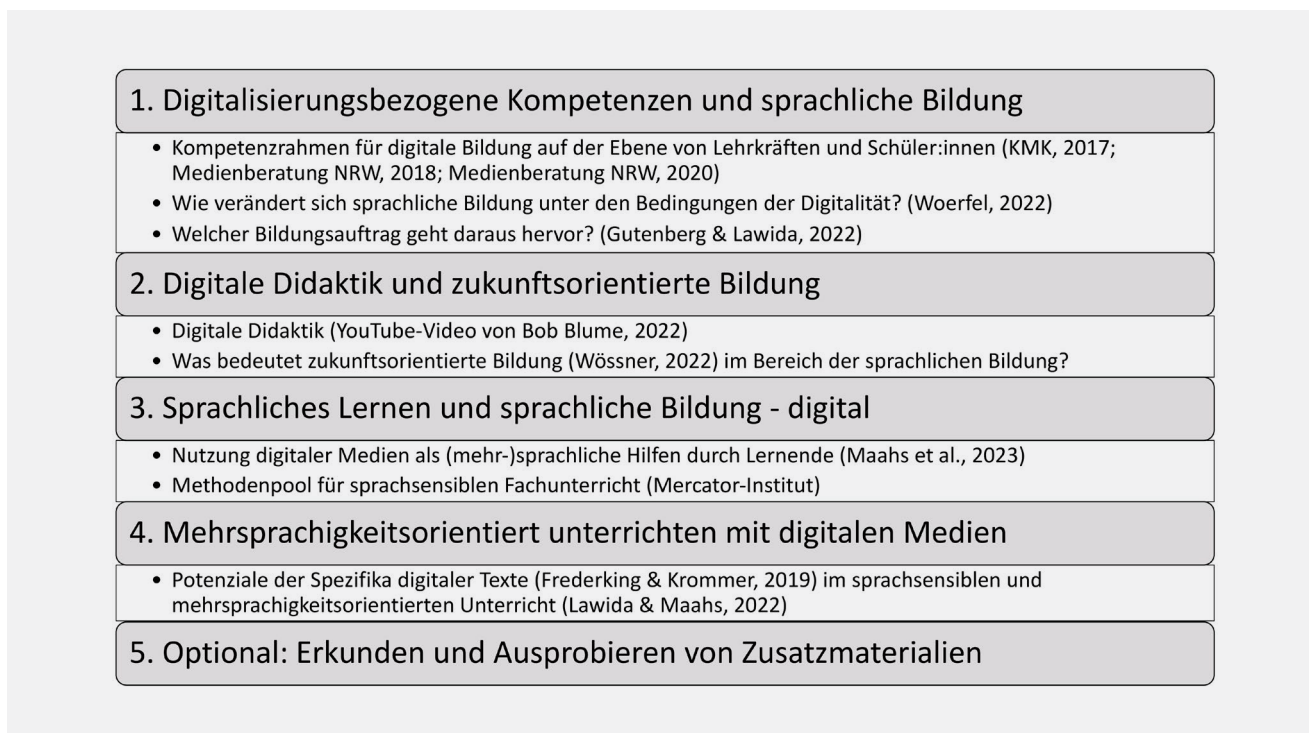 1. Digitalisierungsbezogene Kompetenzen und sprachliche Bildung
• Kompetenzrahmen für digitale Bildung auf der Ebene von Lehrkräften und Schüler:innen (KMK, 2017;
Medienberatung NRW, 2018; Medienberatung NRW, 2020)
• Wie verändert sich sprachliche Bildung unter den Bedingungen der Digitalität? (Woerfel, 2022)
• Welcher Bildungsauftrag geht daraus hervor? (Gutenberg & Lawida, 2022)
2. Digitale Didaktik und zukunftsorientierte Bildung
• Digitale Didaktik (YouTube-Video von Bob Blume, 2022)
• Was bedeutet zukunftsorientierte Bildung (Wössner, 2022) im Bereich der sprachlichen Bildung?
3. Sprachliches Lernen und sprachliche Bildung - digital
• Nutzung digitaler Medien als (mehr-)sprachliche Hilfen durch Lernende (Maahs et al., 2023)
• Methodenpool für sprachsensiblen Fachunterricht (Mercator-Institut)
4. Mehrsprachigkeitsorientiert unterrichten mit digitalen Medien
• Potenziale der Spezifika digitaler Texte (Frederking & Krommer, 2019) im sprachsensiblen und
mehrsprachigkeitsorientierten Unterricht (Lawida & Maahs, 2022)
5. Optional: Erkunden und Ausprobieren von Zusatzmaterialien